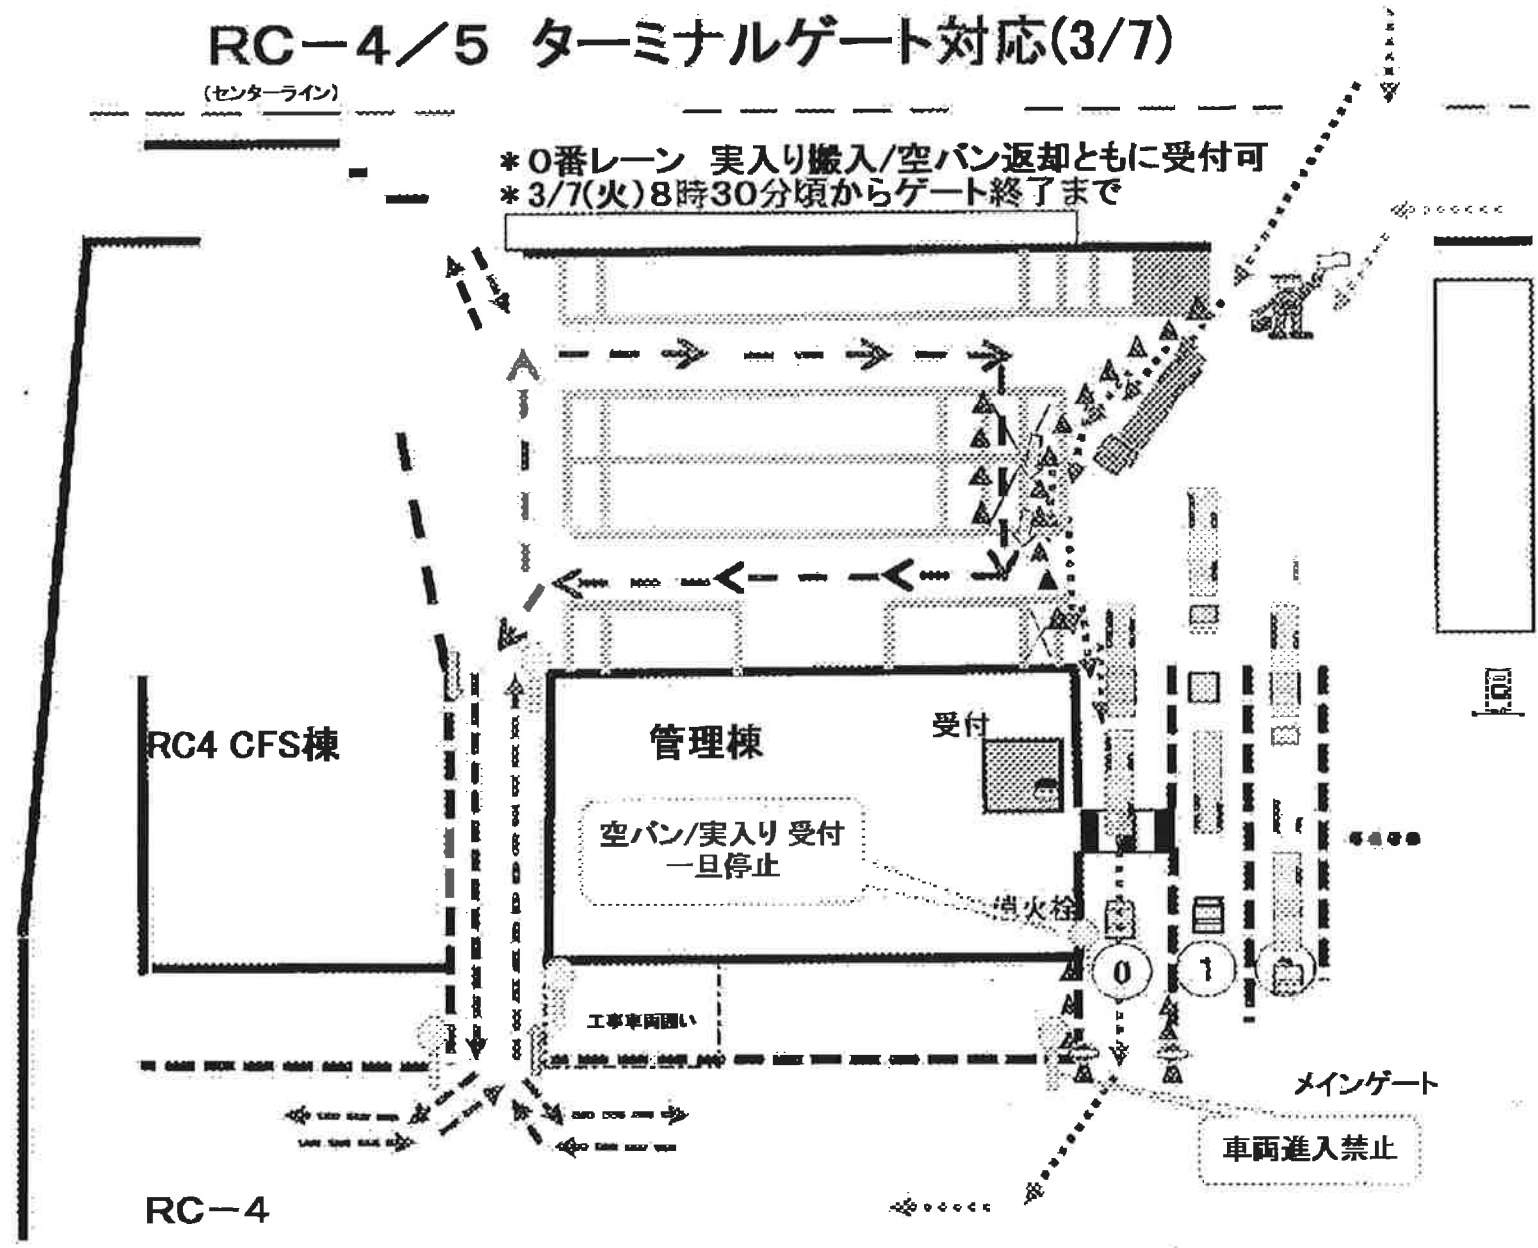 RC－4／5 ターミナルゲート対応(3/7)
(センターライン)
＊0番レーン 実入り搬入/空バン返却ともに受付可
＊3/7(火)8時30分頃からゲート終了まで
RC4 CFS棟
管理棟
受付
空バン/実入り 受付
一旦停止
消火栓
0
1
工事車両囲い
メインゲート
車両進入禁止
RC－4